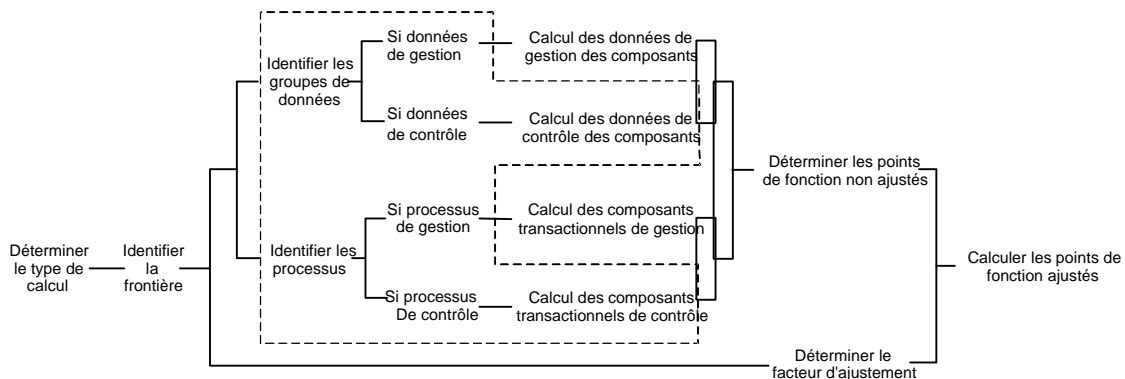 Déterminer
le type de
calcul
Identifier
la
frontière
Identifier les
groupes de
données
Si données
de gestion
Calcul des données de
gestion des composants
Si données
de contrôle
Calcul des données de
contrôle des composants
Identifier les
processus
Si processus
de gestion
Calcul des composants
transactionnels de gestion
Si processus
De contrôle
Calcul des composants
transactionnels de contrôle
Déterminer les points
de fonction non ajustés
Déterminer le
facteur d'ajustement
Calculer les points de
fonction ajustés